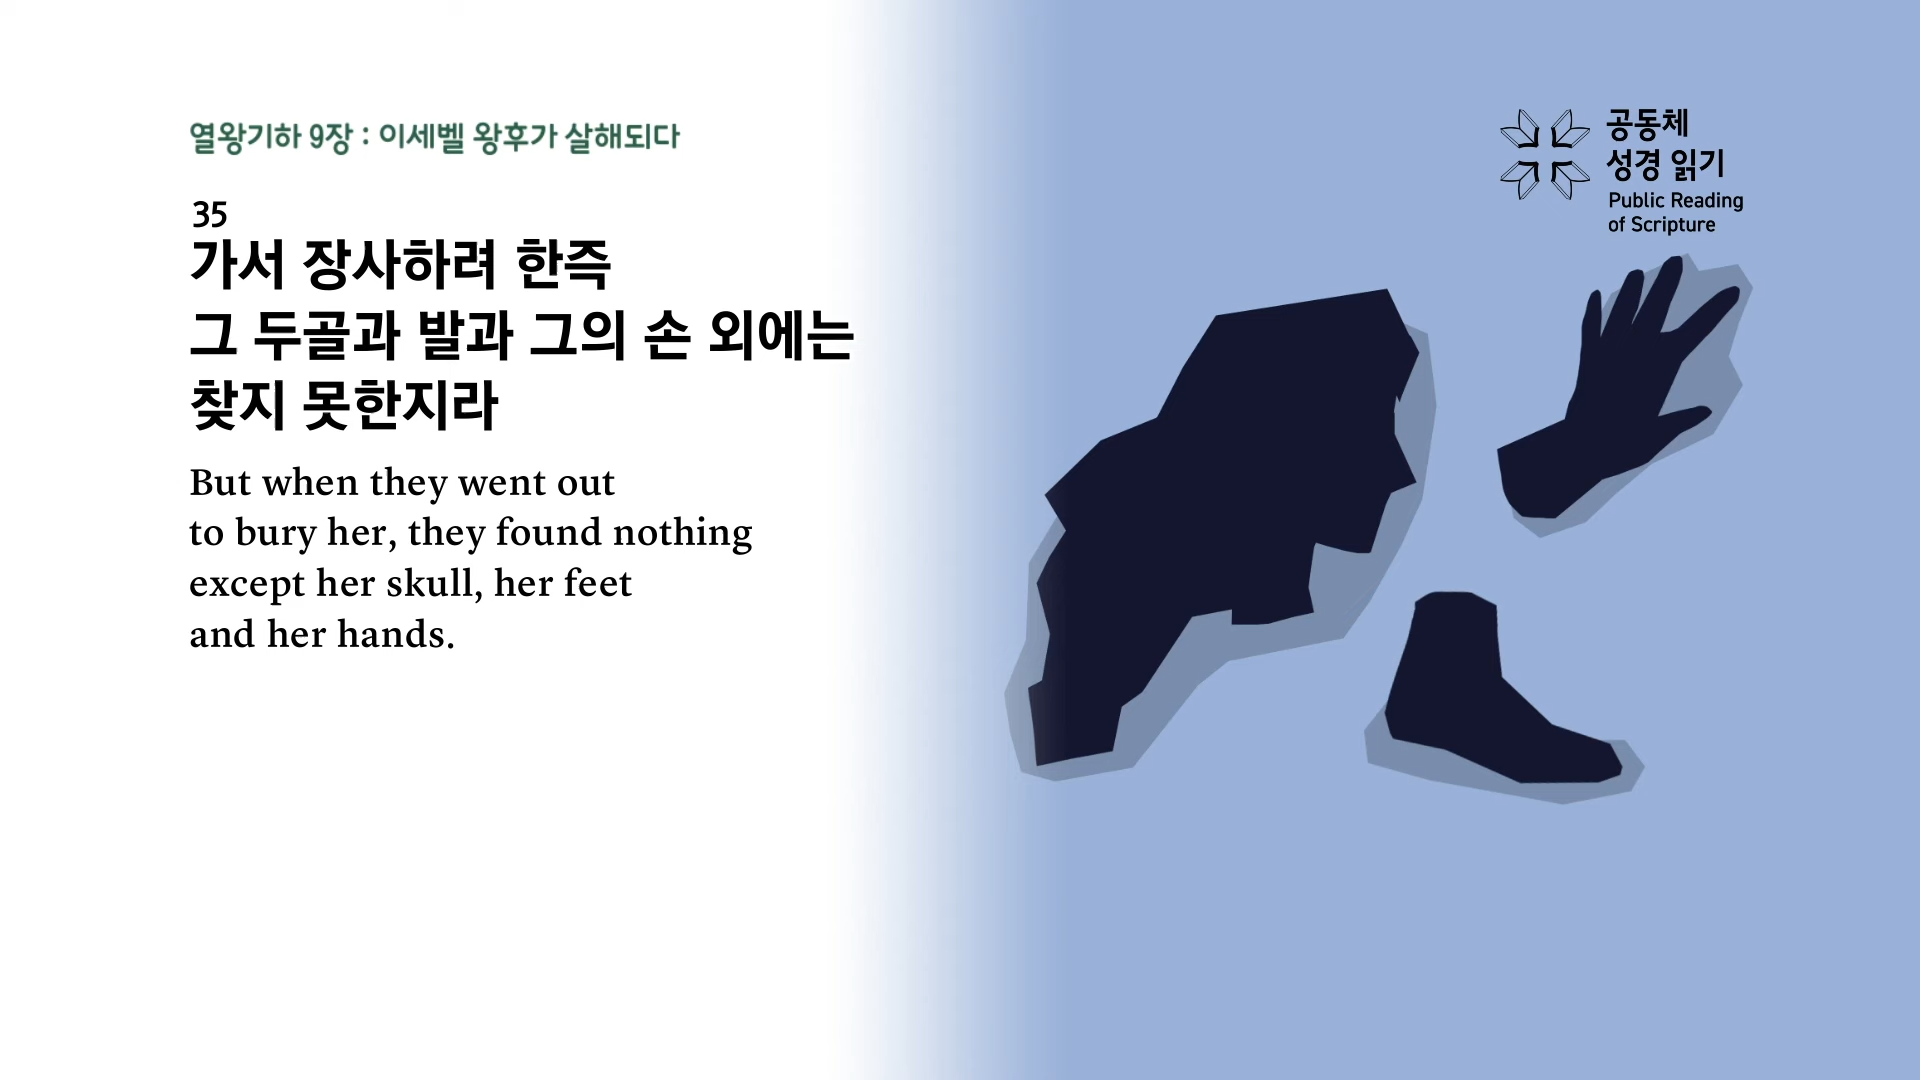 열왕기하 9장 : 이세벨 왕후가 살해되다
35
가서 장사하려 한즉
그 두골과 발과 그의 손 외에는
찾지 못한지라
But when they went out
to bury her, they found nothing
except her skull, her feet
and her hands.
공동체
성경 읽기
Public Reading
of Scripture